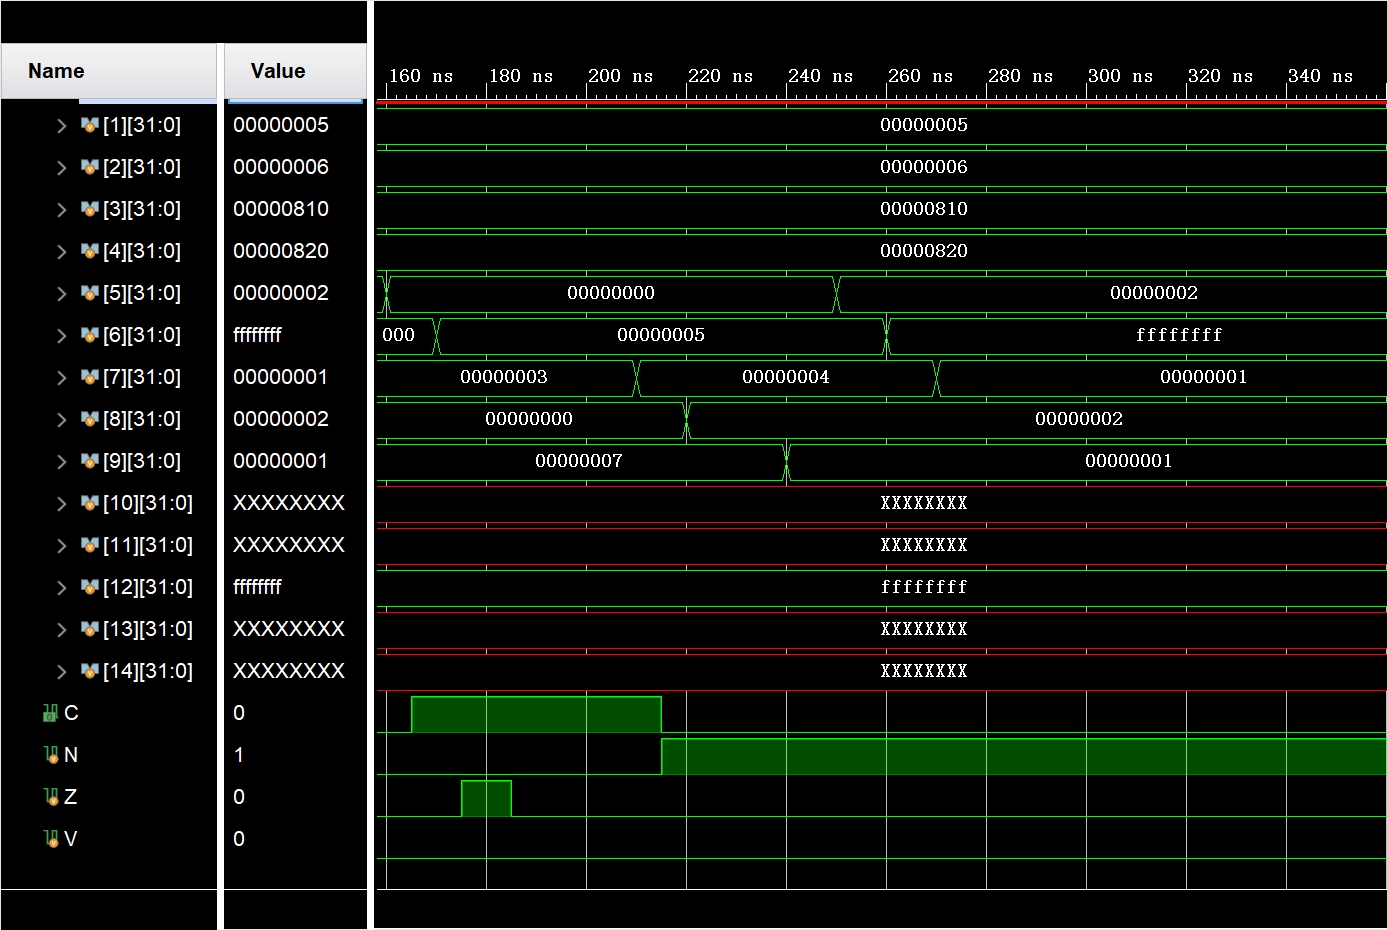 Name Value 160 ns 180 ns 200 ns 220 ns 240 ns 260 ns 280 ns 300 ns 320 ns 340 ns
[1][31:0] 00000005 00000005
[2][31:0] 00000006 00000006
[3][31:0] 00000810 00000810
[4][31:0] 00000820 00000820
[5][31:0] 00000002 00000000 00000002
[6][31:0] ffffffff 000 00000005 ffffffff
[7][31:0] 00000001 00000003 00000004 00000001
[8][31:0] 00000002 00000000 00000002
[9][31:0] 00000001 00000007 00000001
[10][31:0] XXXXXXXX XXXXXXXX
[11][31:0] XXXXXXXX XXXXXXXX
[12][31:0] ffffffff ffffffff
[13][31:0] XXXXXXXX XXXXXXXX
[14][31:0] XXXXXXXX XXXXXXXX
C 0
N 1
Z 0
V 0